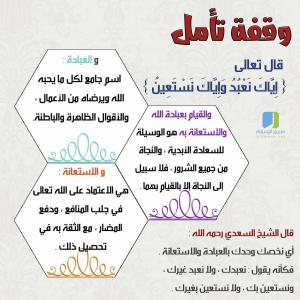 وقفة تأمل
قال تعالى
{ إِيَّاكَ نَعْبُدُ وَإِيَّاكَ نَسْتَعِينُ }
و العبادة :
اسم جامع لكل ما يحبه
الله ويرضاه من الأعمال ،
والأقوال الظاهرة والباطنة.
والقيام بعبادة الله
والاستعانة به هو الوسيلة
للسعادة الأبدية ، والنجاة
من جميع الشرور ، فلا سبيل
إلى النجاة إلا بالقيام بهما .
و الاستعانة :
هي الاعتماد على الله تعالى
في جلب المنافع ، ودفع
المضار ، مع الثقة به في
تحصيل ذلك .
قال الشيخ السعدي رحمه الله :
أي نخصك وحدك بالعبادة والاستعانة .
فكأنه يقول : نعبدك ، ولا نعبد غيرك ،
ونستعين بك ، ولا نستعين بغيرك .